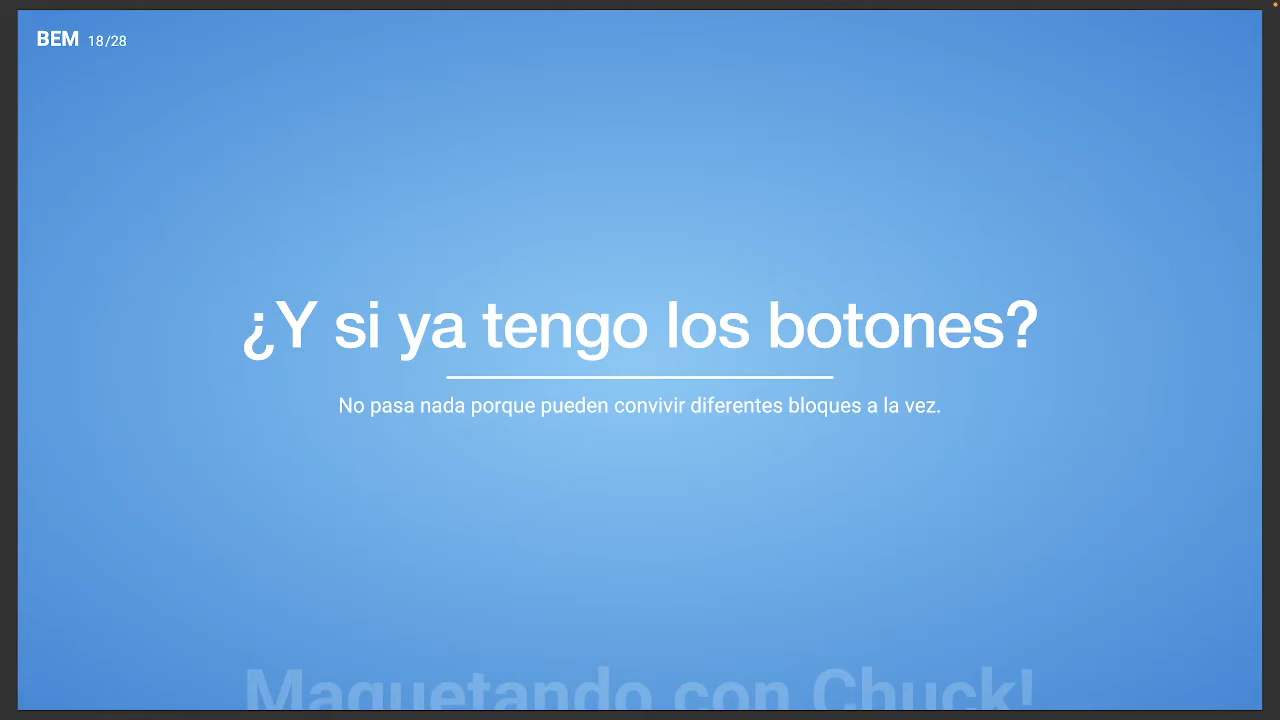 BEM 18/28
¿Y si ya tengo los botones?
No pasa nada porque pueden convivir diferentes bloques a la vez.
Maquetando con Chuck!